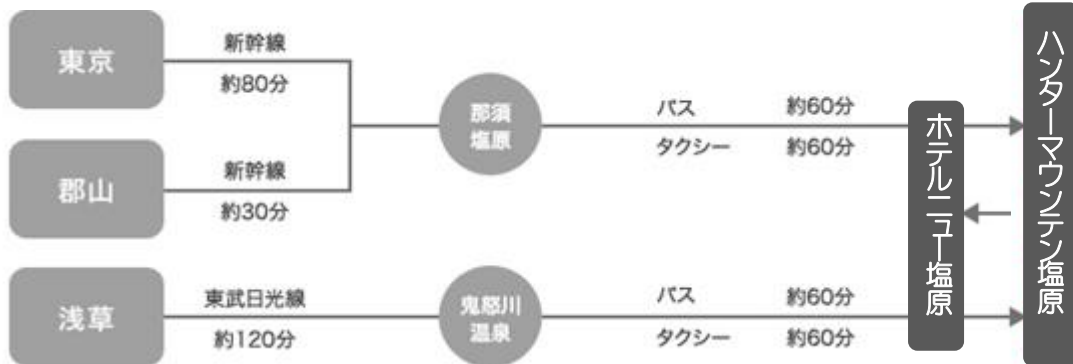 東京
新幹線
約80分
郡山
新幹線
約30分
那須
塩原
バス 約60分
タクシー 約60分
浅草
東武日光線
約120分
鬼怒川
温泉
バス 約60分
タクシー 約60分
ホテルニュー塩原
ハンターマウンテン塩原